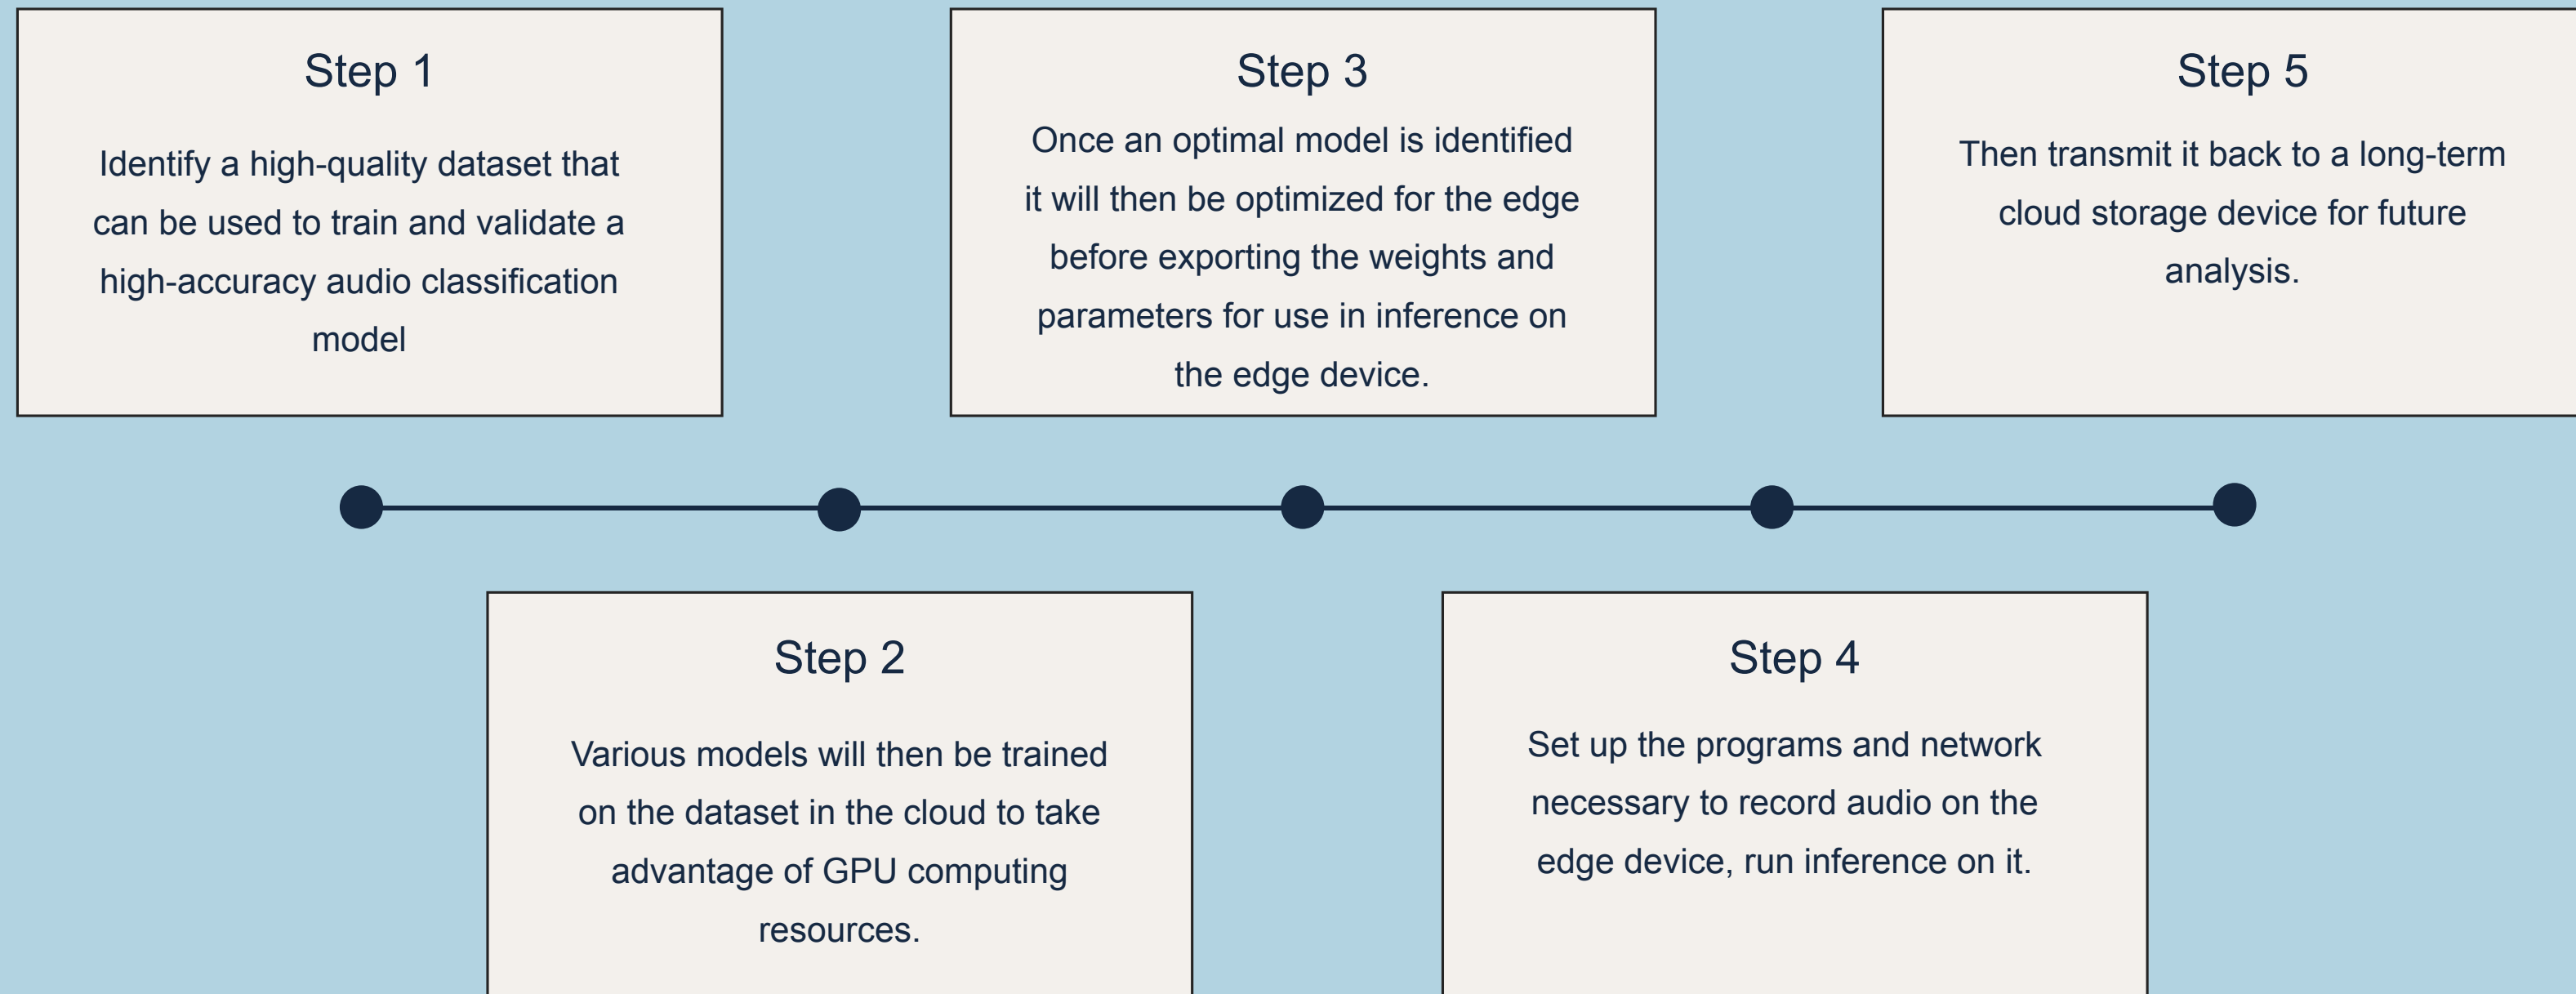 Step 1
Identify a high-quality dataset that
can be used to train and validate a
high-accuracy audio classification
model
Step 2
Various models will then be trained
on the dataset in the cloud to take
advantage of GPU computing
resources.
Step 3
Once an optimal model is identified
it will then be optimized for the edge
before exporting the weights and
parameters for use in inference on
the edge device.
Step 4
Set up the programs and network
necessary to record audio on the
edge device, run inference on it.
Step 5
Then transmit it back to a long-term
cloud storage device for future
analysis.